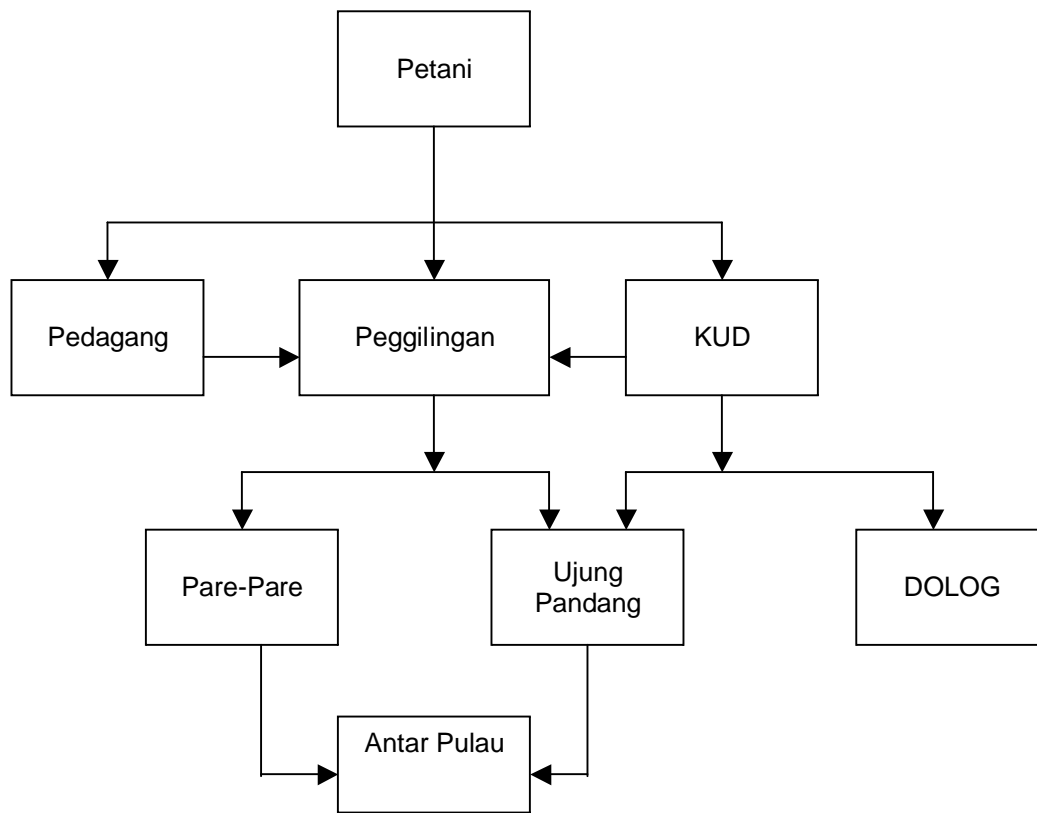 Petani
Pedagang
Peggilingan
KUD
Pare-Pare
Ujung
Pandang
DOLOG
Antar Pulau